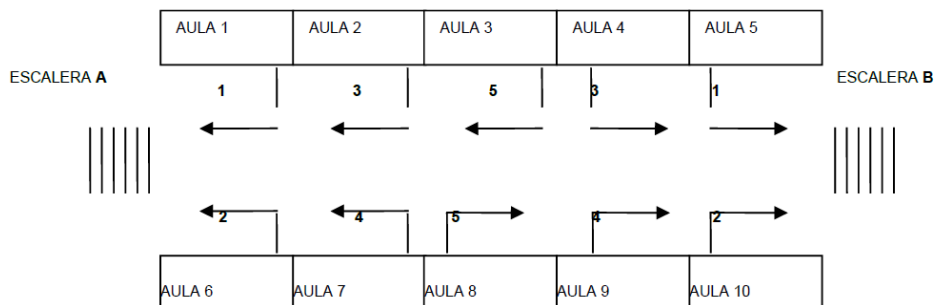 AULA 1 AULA 2 AULA 3 AULA 4 AULA 5
ESCALERA A ESCALERA B
1 3 5 3 1
2 4 5 4 2
AULA 6 AULA 7 AULA 8 AULA 9 AULA 10